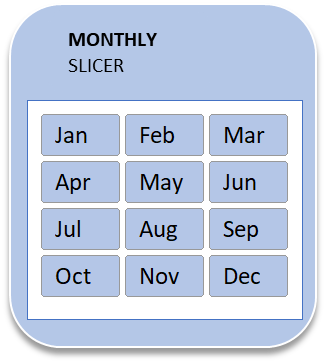 MONTHLY
SLICER
Jan Feb Mar
Apr May Jun
Jul Aug Sep
Oct Nov Dec